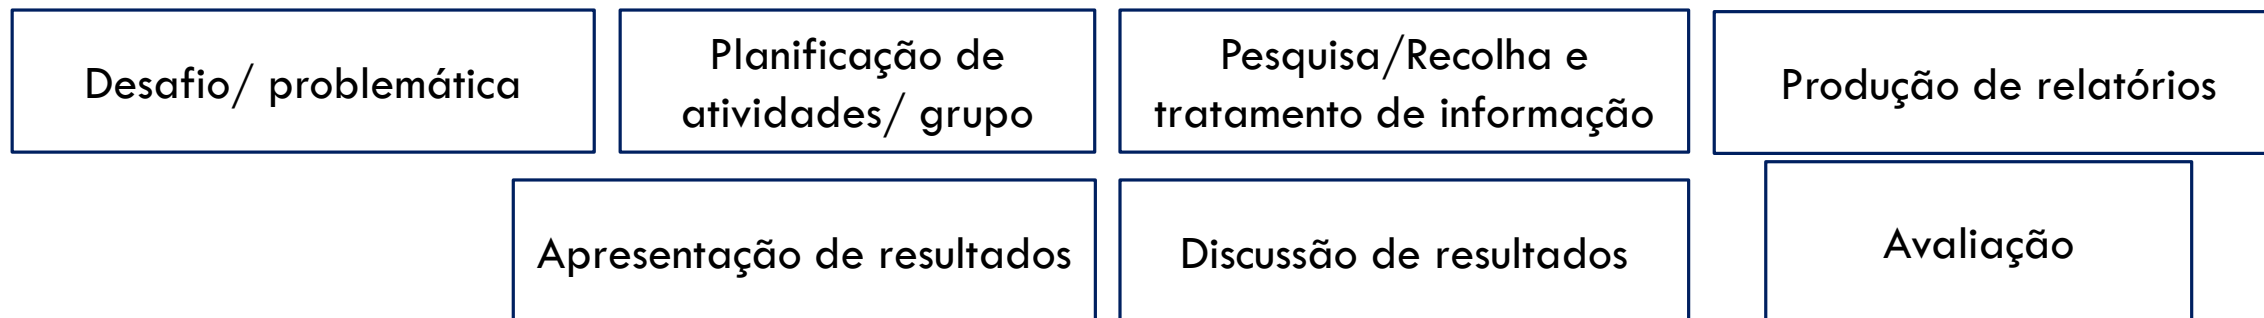 Desafio/ problemática
Planificação de
atividades/ grupo
Pesquisa/Recolha e
tratamento de informação
Produção de relatórios
Apresentação de resultados
Discussão de resultados
Avaliação